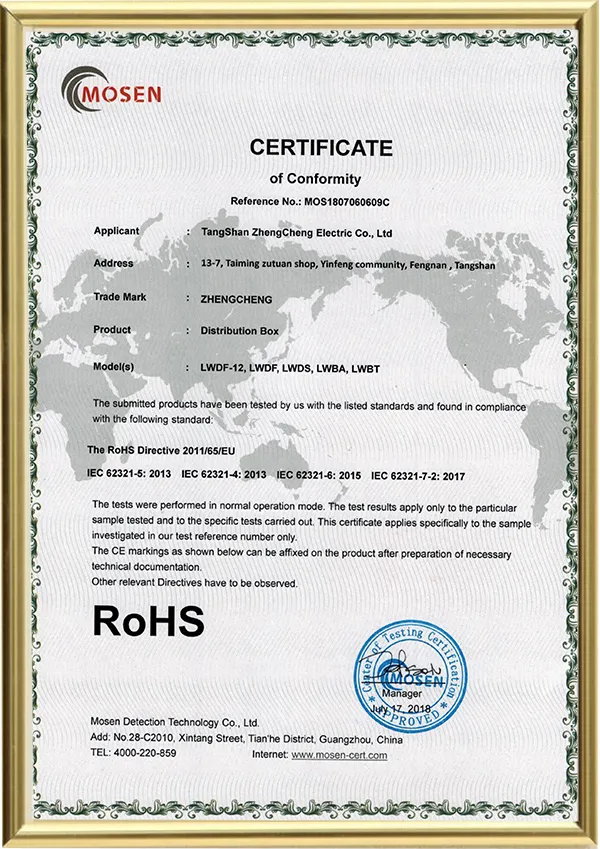 MOSEN
CERTIFICATE
of Conformity
Reference No.: MOS1807060609C
Applicant : TangShan ZhengCheng Electric Co., Ltd
Address : 13-7, Taiming zutuan shop, Yinfeng community, Fengnan , Tangshan
Trade Mark : ZHENGCHENG
Product : Distribution Box
Model(s) : LWDF-12, LWDF, LWDS, LWBA, LWBT
The submitted products have been tested by us with the listed standards and found in compliance
with the following standard:
The RoHS Directive 2011/65/EU
IEC 62321-5: 2013 IEC 62321-4: 2013 IEC 62321-6: 2015 IEC 62321-7-2: 2017
The tests were performed in normal operation mode. The test results apply only to the particular
sample tested and to the specific tests carried out. This certificate applies specifically to the sample
investigated in our test reference number only.
The CE markings as shown below can be affixed on the product after preparation of necessary
technical documentation.
Other relevant Directives have to be observed.
RoHS
Center of Testing Certification
MOSEN
Manager
July 17, 2018
APPROVED
Mosen Detection Technology Co., Ltd.
Add: No.28-C2010, Xintang Street, Tian'he District, Guangzhou, China
TEL: 4000-220-859 Internet: www.mosen-cert.com